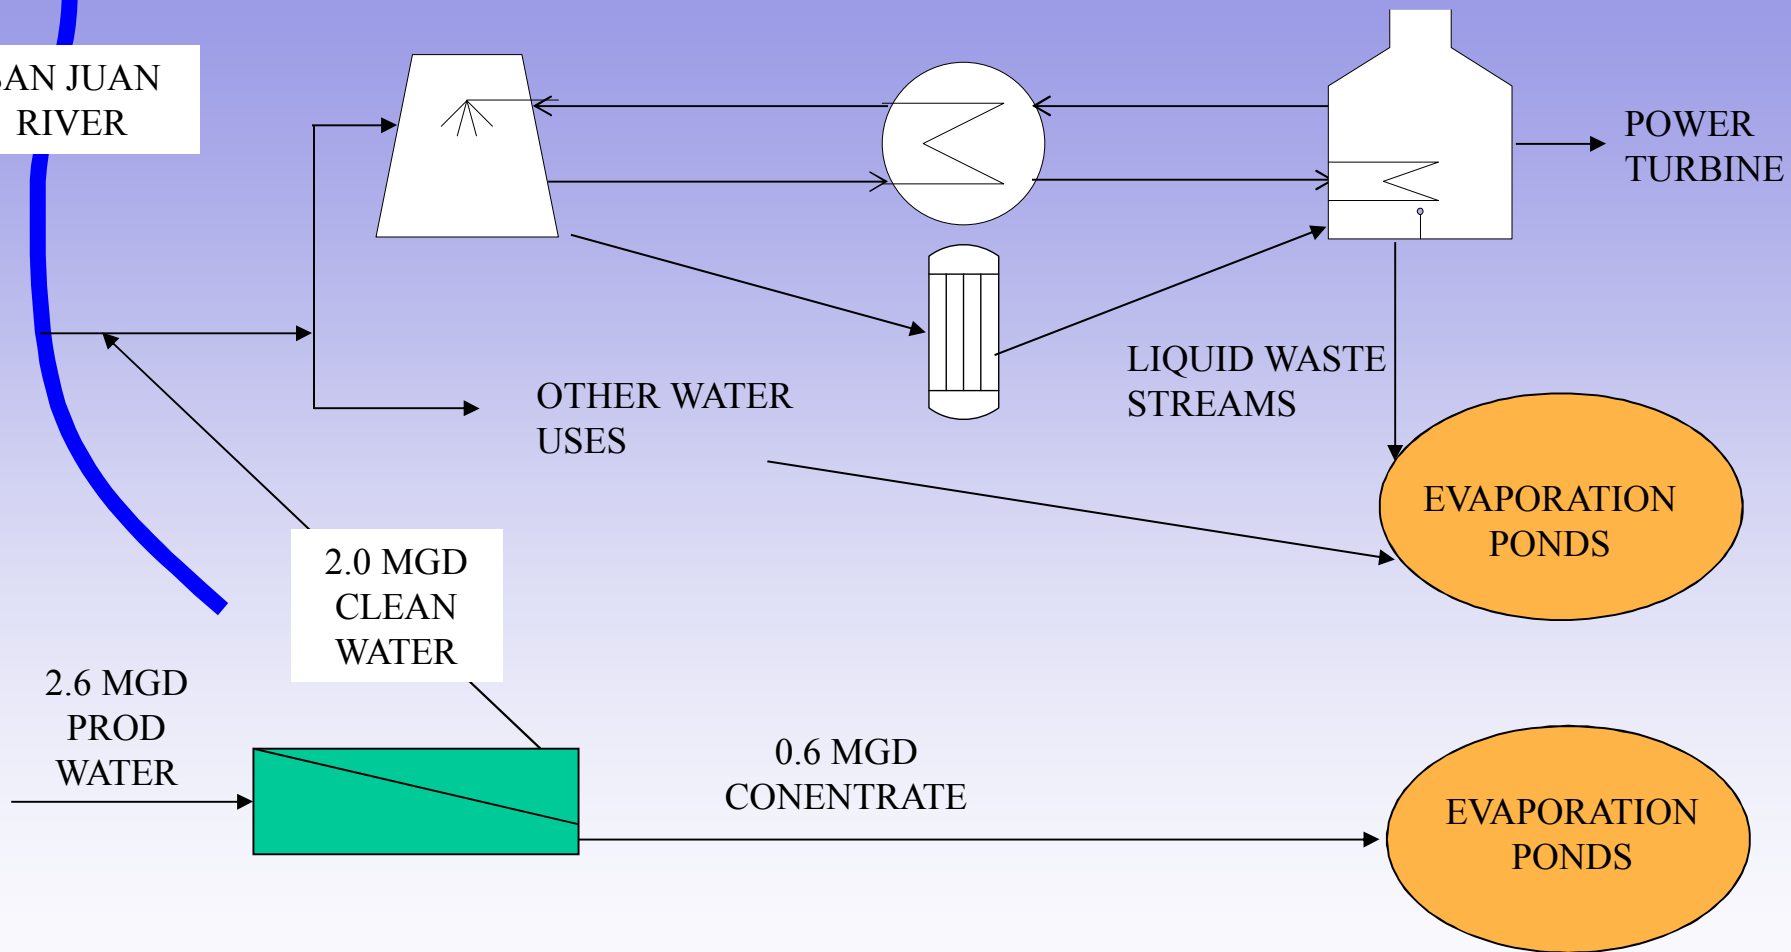 SAN JUAN
RIVER
POWER
TURBINE
LIQUID WASTE
STREAMS
OTHER WATER
USES
EVAPORATION
PONDS
2.0 MGD
CLEAN
WATER
2.6 MGD
PROD
WATER
0.6 MGD
CONENTRATE
EVAPORATION
PONDS